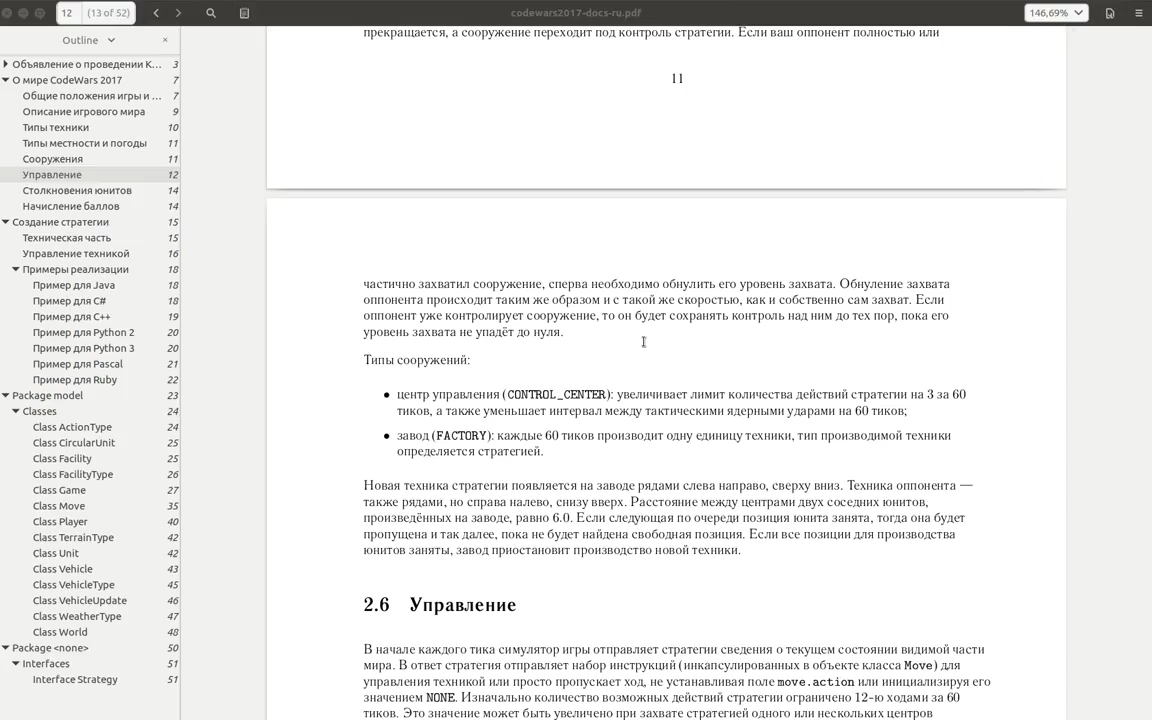 12
(13 of 52)
codewars2017-docs-ru.pdf
146,69%
Outline
Объявление о проведении К... 3
О мире CodeWars 2017 7
Общие положения игры и ... 7
Описание игрового мира 9
Типы техники 10
Типы местности и погоды 11
Сооружения 11
Управление 12
Столкновения юнитов 14
Начисление баллов 14
Создание стратегии 15
Техническая часть 15
Управление техникой 16
Примеры реализации 18
Пример для Java 18
Пример для C# 18
Пример для C++ 19
Пример для Python 2 20
Пример для Python 3 20
Пример для Pascal 21
Пример для Ruby 22
Package model 23
Classes 24
Class ActionType 24
Class CircularUnit 25
Class Facility 25
Class FacilityType 26
Class Game 27
Class Move 35
Class Player 40
Class TerrainType 42
Class Unit 42
Class Vehicle 43
Class VehicleType 45
Class VehicleUpdate 46
Class WeatherType 47
Class World 48
Package <none> 50
Interfaces 51
Interface Strategy 51
прекращается, а сооружение переходит под контроль стратегии. Если ваш оппонент полностью или
11
частично захватил сооружение, сперва необходимо обнулить его уровень захвата. Обнуление захвата
оппонента происходит таким же образом и с такой же скоростью, как и собственно сам захват. Если
оппонент уже контролирует сооружение, то он будет сохранять контроль над ним до тех пор, пока его
уровень захвата не упадёт до нуля.
Типы сооружений:
• центр управления (CONTROL_CENTER): увеличивает лимит количества действий стратегии на 3 за 60
тиков, а также уменьшает интервал между тактическими ядерными ударами на 60 тиков;
• завод (FACTORY): каждые 60 тиков производит одну единицу техники, тип производимой техники
определяется стратегией.
Новая техника стратегии появляется на заводе рядами слева направо, сверху вниз. Техника оппонента —
также рядами, но справа налево, снизу вверх. Расстояние между центрами двух соседних юнитов,
произведённых на заводе, равно 6.0. Если следующая по очереди позиция юнита занята, тогда она будет
пропущена и так далее, пока не будет найдена свободная позиция. Если все позиции для производства
юнитов заняты, завод приостановит производство новой техники.
2.6 Управление
В начале каждого тика симулятор игры отправляет стратегии сведения о текущем состоянии видимой части
мира. В ответ стратегия отправляет набор инструкций (инкапсулированных в объекте класса Move) для
управления техникой или просто пропускает ход, не устанавливая поле move.action или инициализируя его
значением NONE. Изначально количество возможных действий стратегии ограничено 12-ю ходами за 60
тиков. Это значение может быть увеличено при захвате стратегией одного или нескольких центров